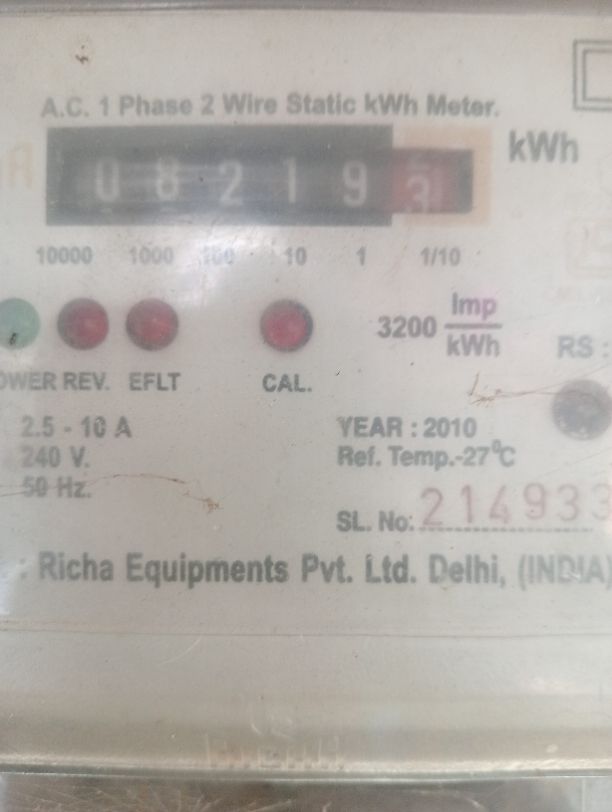 A.C. 1 Phase 2 Wire Static kWh Meter.
0 8 2 1 9 3 kWh
10000 1000 100 10 1 1/10
3200 Imp/kWh RS :
OWER REV. EFLT CAL.
2.5 - 10 A YEAR : 2010
240 V. Ref. Temp.-27°C
50 Hz.
SL. No: 214933
: Richa Equipments Pvt. Ltd. Delhi, (INDIA)